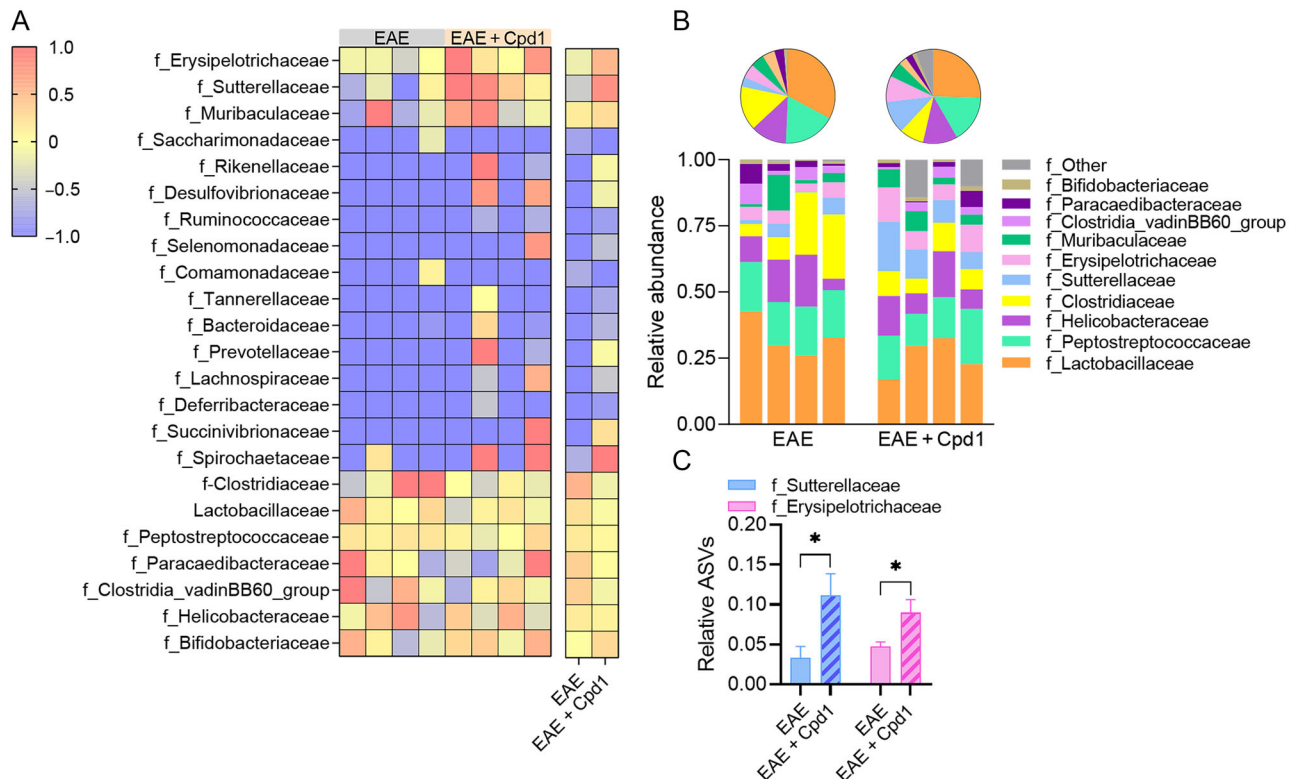 A
EAE
EAE + Cpd1
1.0
0.5
0
−0.5
−1.0
f_Erysipelotrichaceae
f_Sutterellaceae
f_Muribaculaceae
f_Saccharimonadaceae
f_Rikenellaceae
f_Desulfovibrionaceae
f_Ruminococcaceae
f_Selenomonadaceae
f_Comamonadaceae
f_Tannerellaceae
f_Bacteroidaceae
f_Prevotellaceae
f_Lachnospiraceae
f_Deferribacteraceae
f_Succinivibrionaceae
f_Spirochaetaceae
f-Clostridiaceae
Lactobacillaceae
f_Peptostreptococcaceae
f_Paracaedibacteraceae
f_Clostridia_vadinBB60_group
f_Helicobacteraceae
f_Bifidobacteriaceae
EAE
EAE + Cpd1
B
Relative abundance
1.00
0.75
0.50
0.25
0.00
EAE
EAE + Cpd1
f_Other
f_Bifidobacteriaceae
f_Paracaedibacteraceae
f_Clostridia_vadinBB60_group
f_Muribaculaceae
f_Erysipelotrichaceae
f_Sutterellaceae
f_Clostridiaceae
f_Helicobacteraceae
f_Peptostreptococcaceae
f_Lactobacillaceae
C
f_Sutterellaceae
f_Erysipelotrichaceae
Relative ASVs
0.20
0.15
0.10
0.05
0.00
*
*
EAE
EAE + Cpd1
EAE
EAE + Cpd1